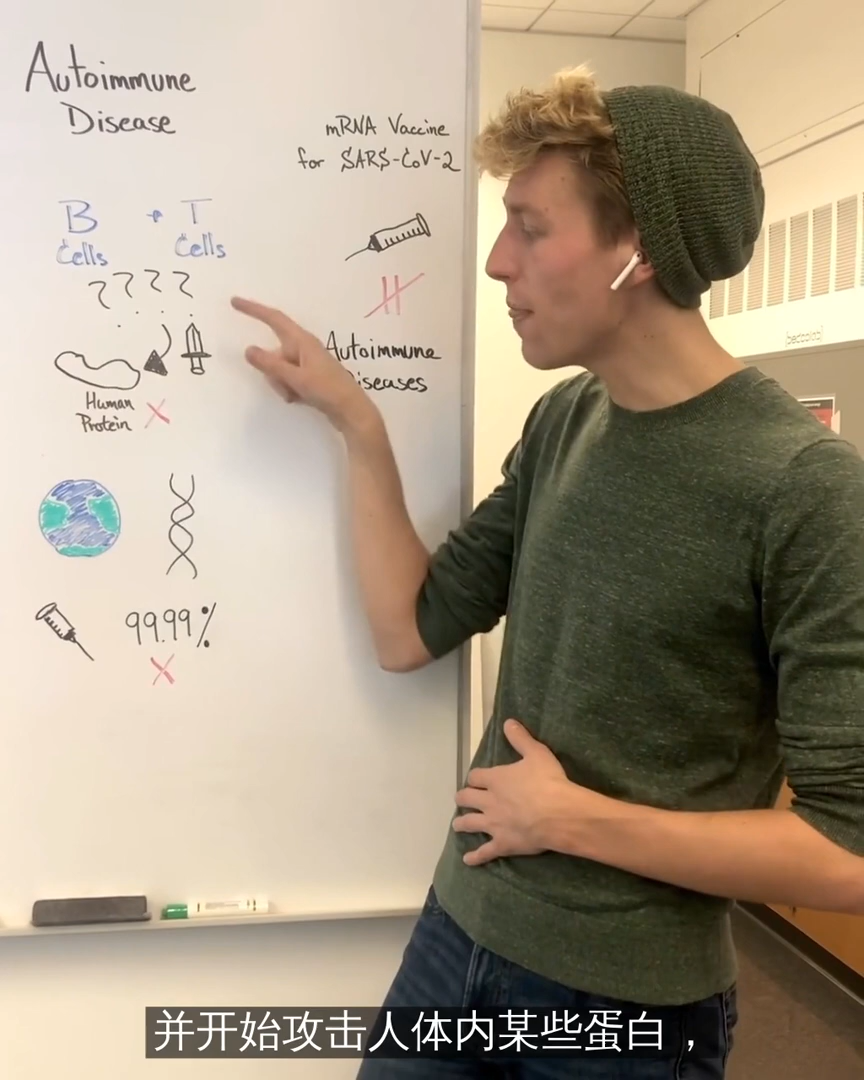 Autoimmune
Disease
B + T
Cells Cells
? ? ? ?
Human
Protein X
99.99%
X
mRNA Vaccine
for SARS-CoV-2
Autoimmune
Diseases
并开始攻击人体内某些蛋白，